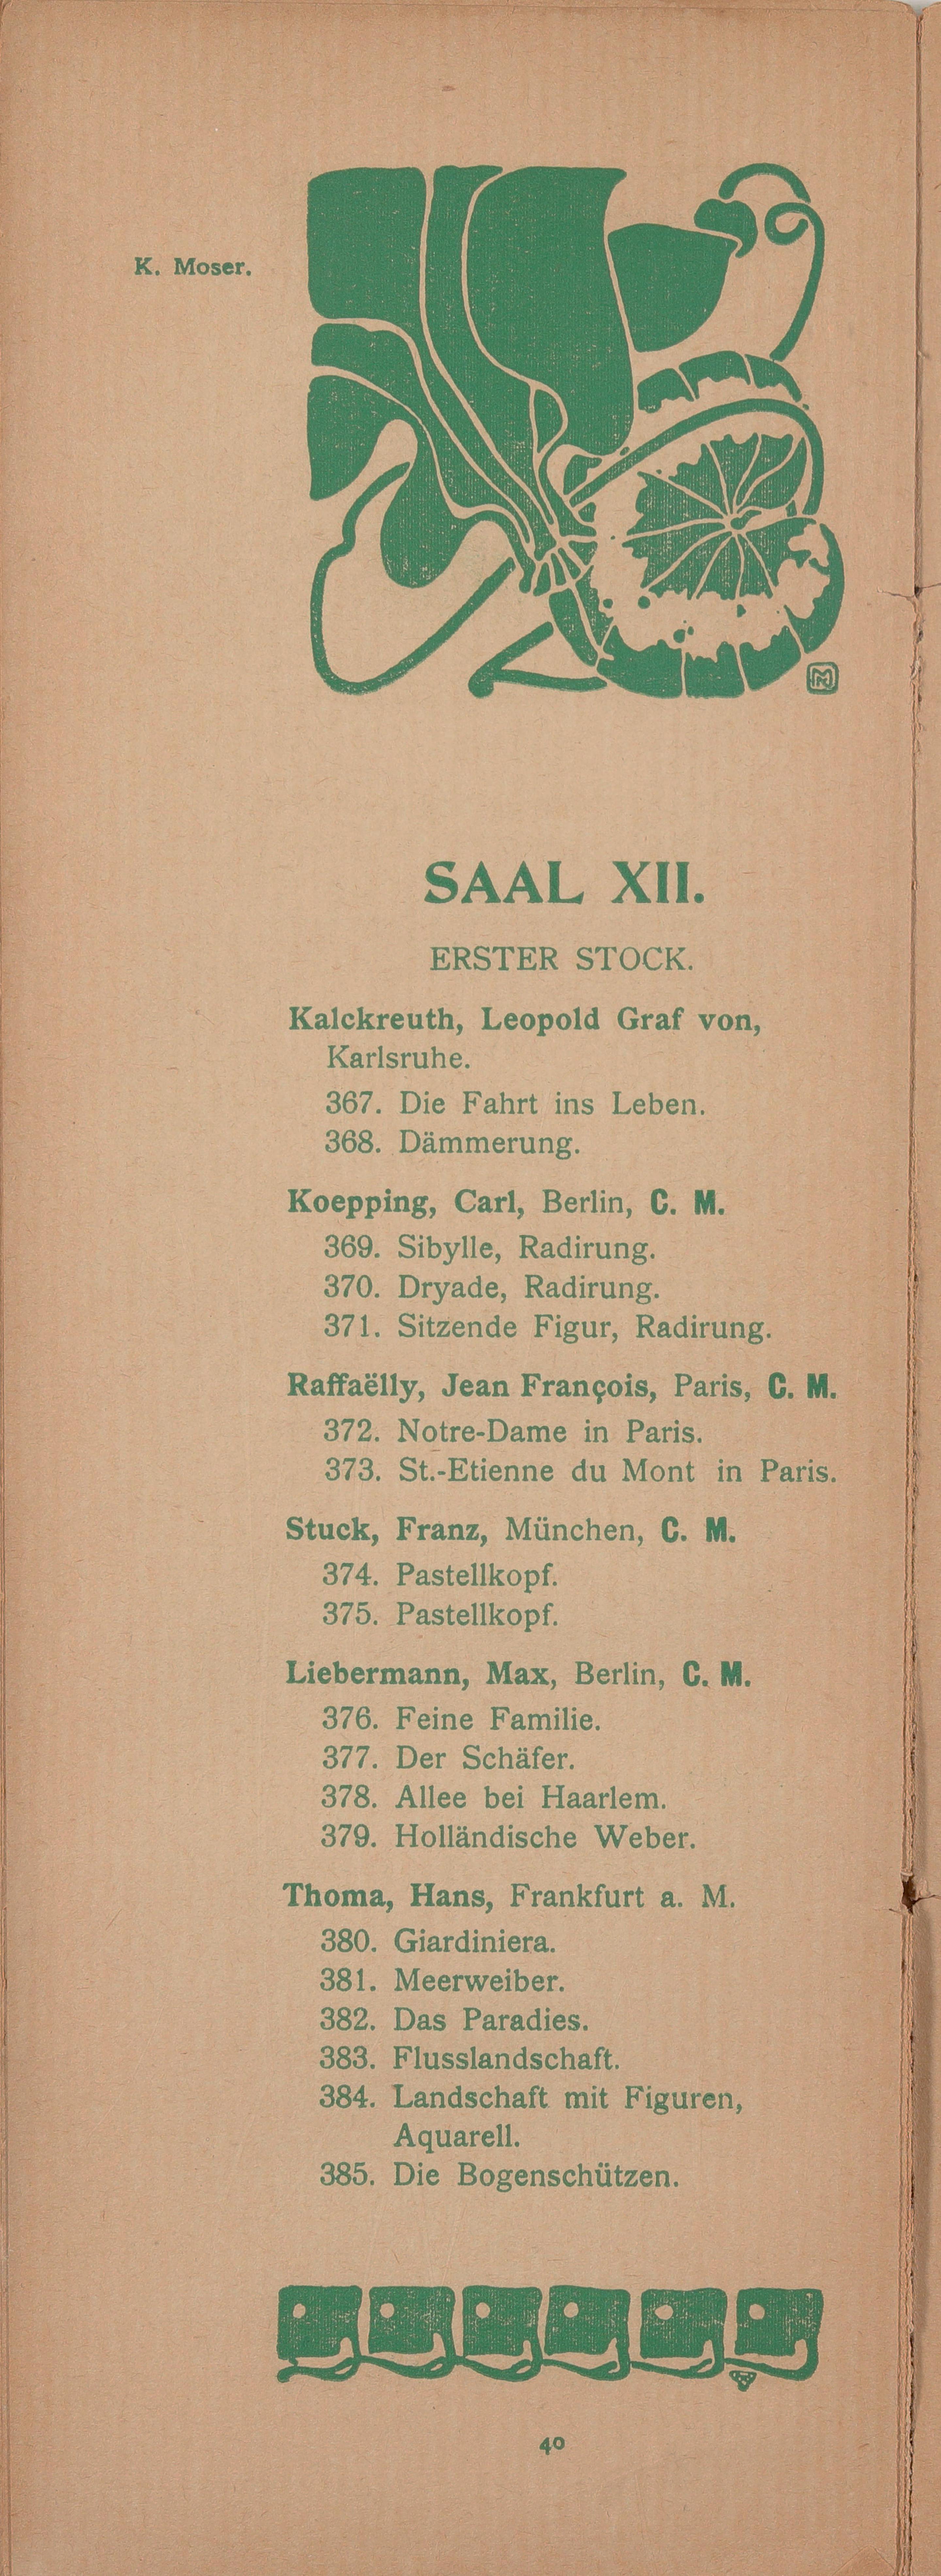 K. Moser.
M
SAAL XII.
ERSTER STOCK.
Kalckreuth, Leopold Graf von,
Karlsruhe.
367. Die Fahrt ins Leben.
368. Dämmerung.
Koepping, Carl, Berlin, C. M.
369. Sibylle, Radirung.
370. Dryade, Radirung.
371. Sitzende Figur, Radirung.
Raffaëlly, Jean François, Paris, C. M.
372. Notre-Dame in Paris.
373. St.-Etienne du Mont in Paris.
Stuck, Franz, München, C. M.
374. Pastellkopf.
375. Pastellkopf.
Liebermann, Max, Berlin, C. M.
376. Feine Familie.
377. Der Schäfer.
378. Allee bei Haarlem.
379. Holländische Weber.
Thoma, Hans, Frankfurt a. M.
380. Giardiniera.
381. Meerweiber.
382. Das Paradies.
383. Flusslandschaft.
384. Landschaft mit Figuren,
Aquarell.
385. Die Bogenschützen.
40